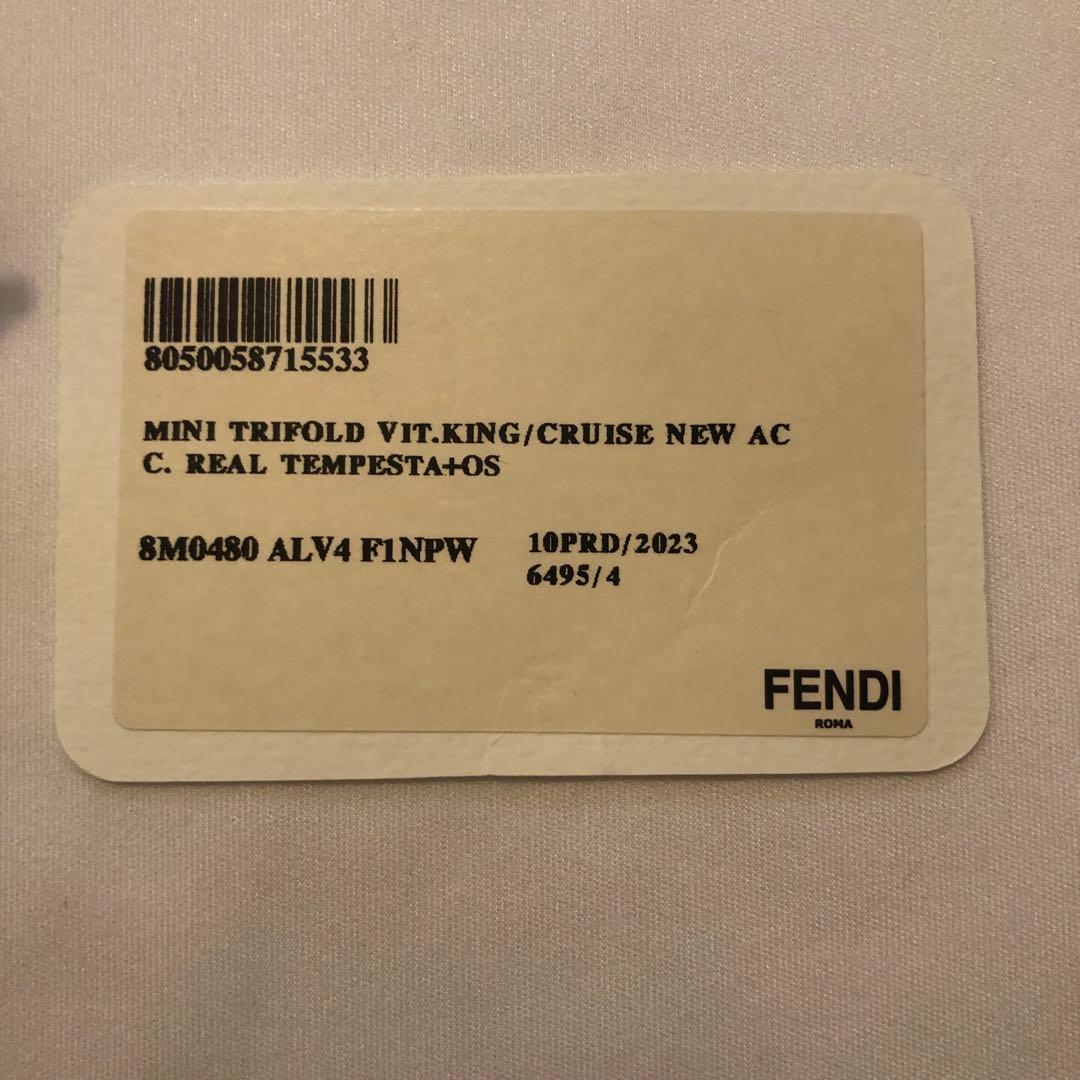 8050058715533
MINI TRIFOLD VIT.KING/CRUISE NEW AC
C. REAL TEMPESTA+OS
8M0480 ALV4 F1NPW
10PRD/2023
6495/4
FENDI
ROMA